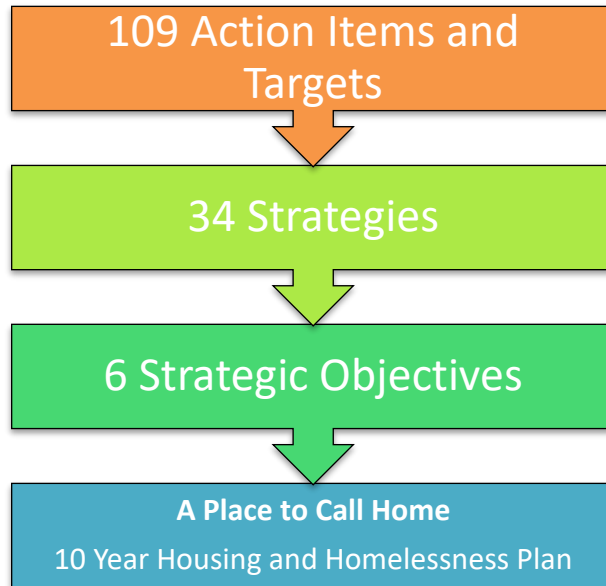 109 Action Items and
Targets
34 Strategies
6 Strategic Objectives
A Place to Call Home
10 Year Housing and Homelessness Plan